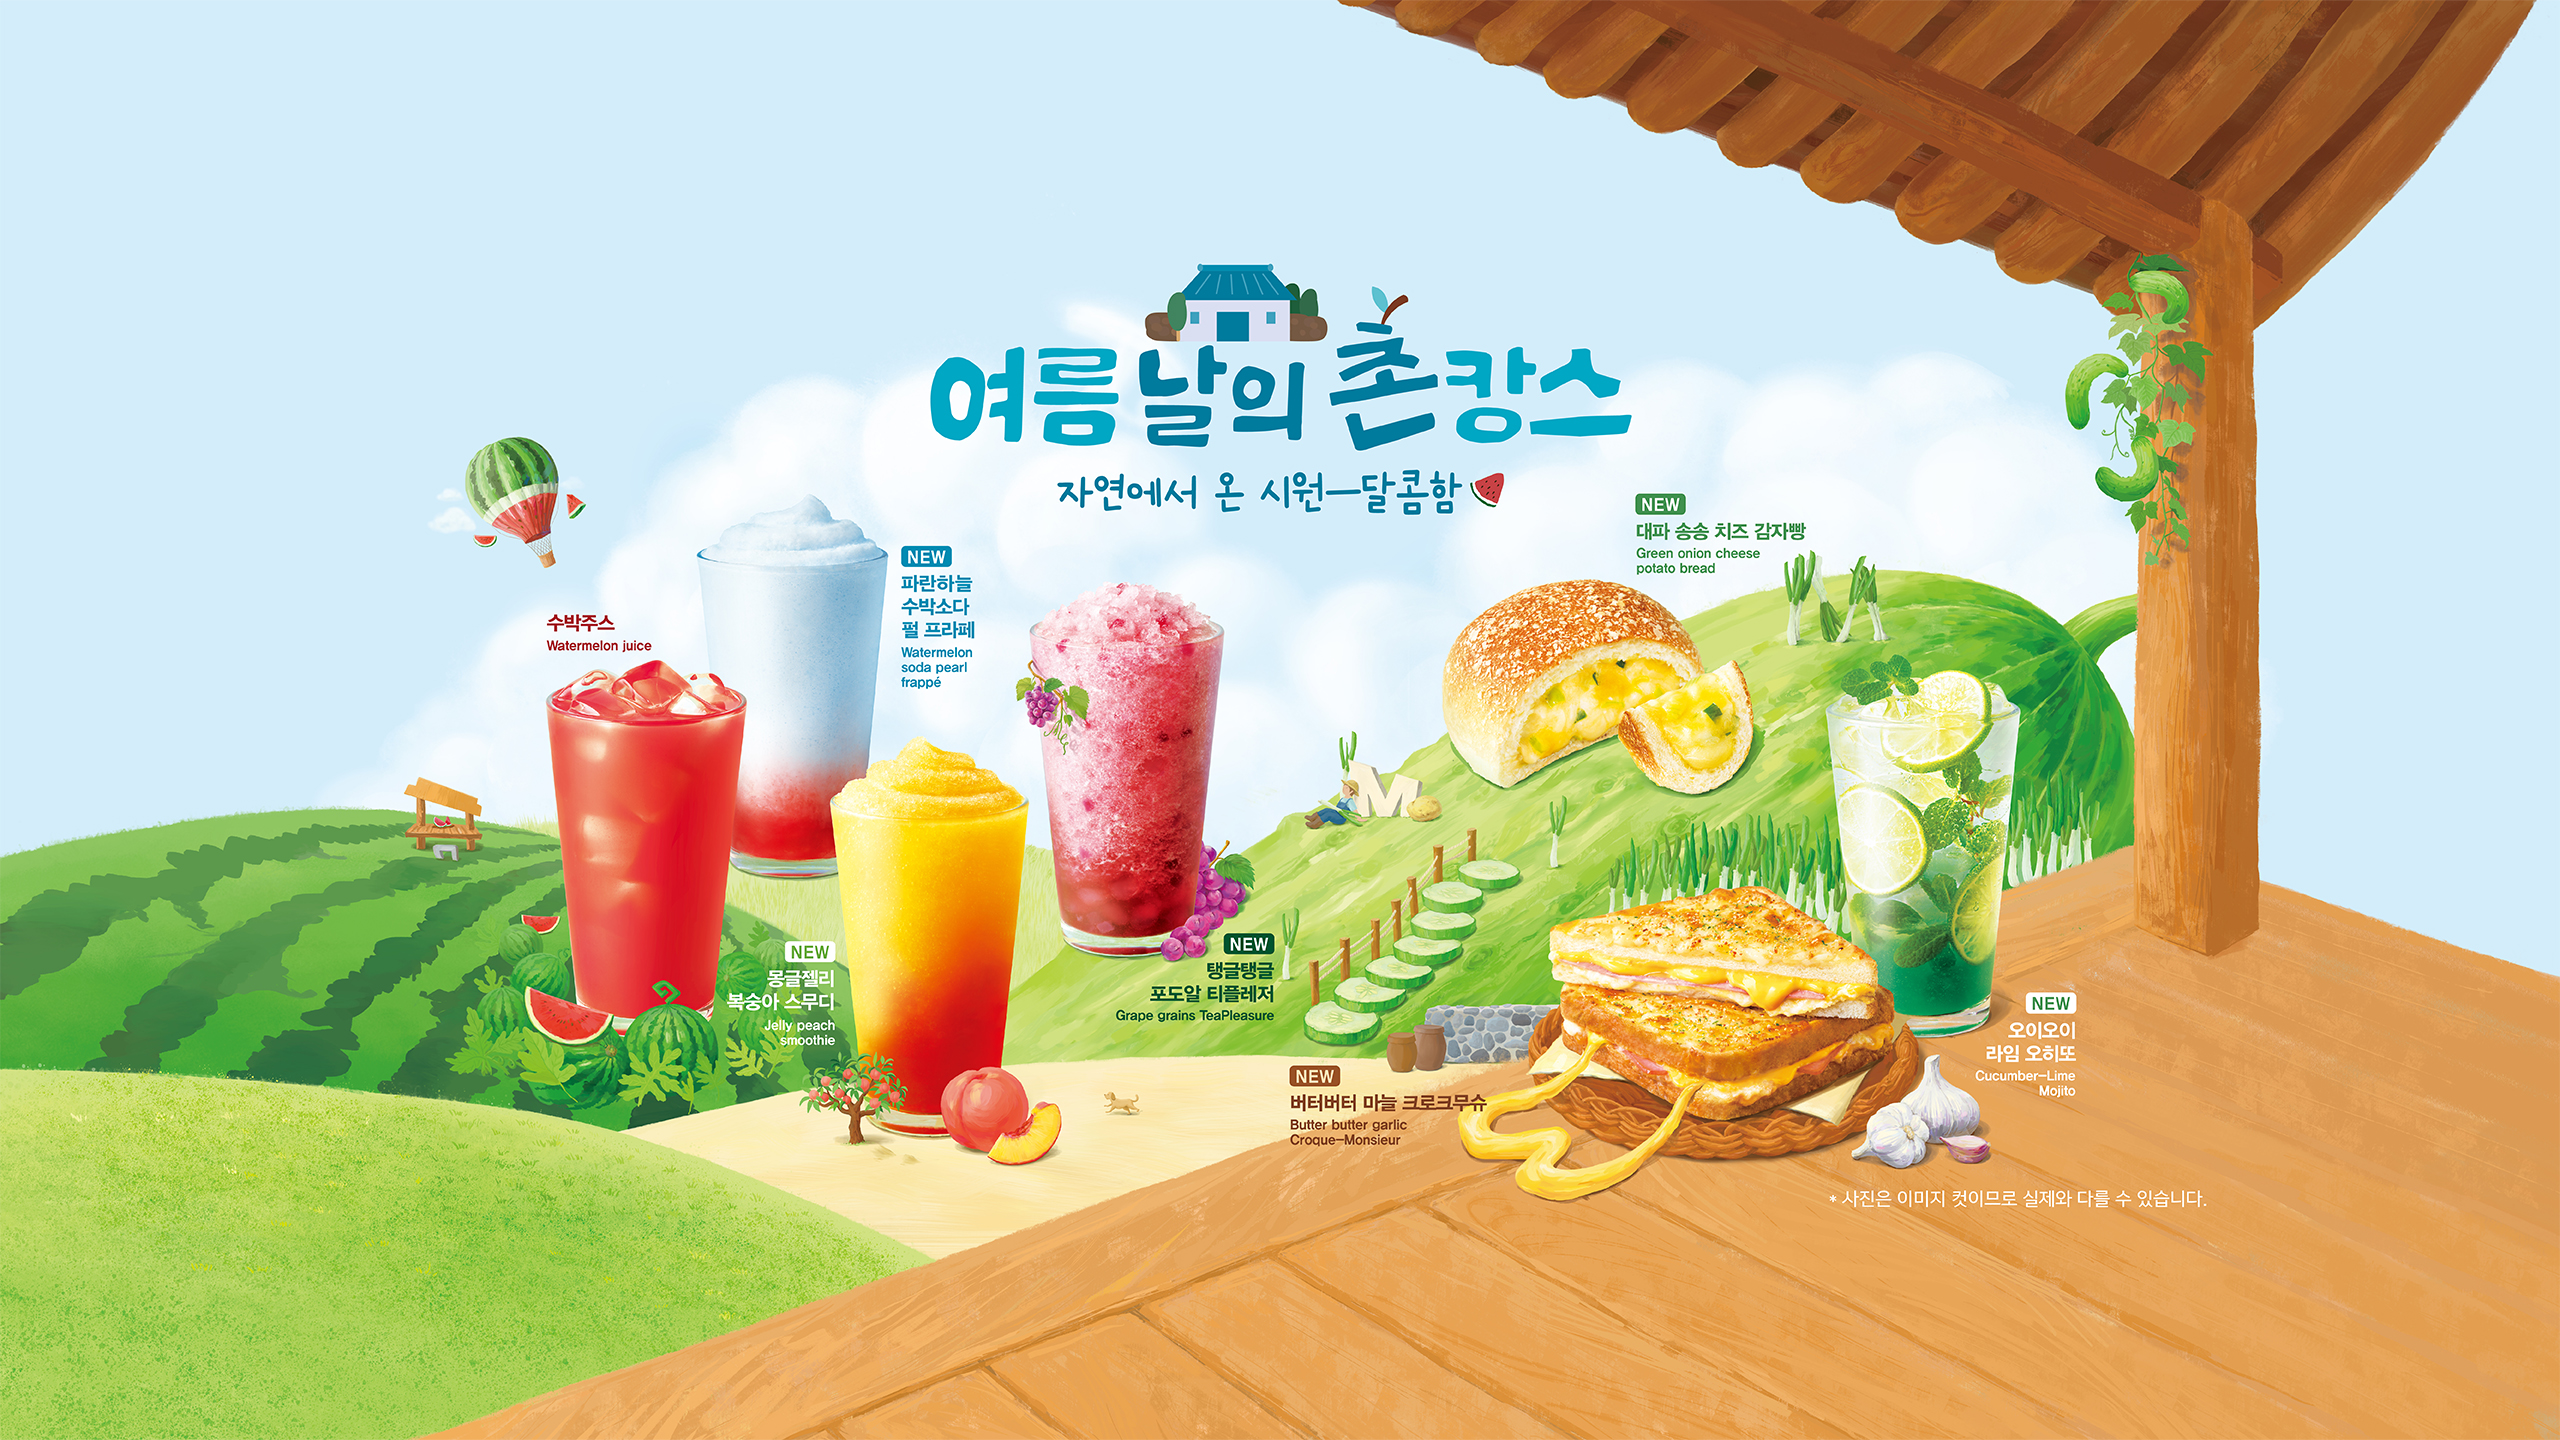 여름날의 촌캉스
자연에서 온 시원—달콤함
수박주스
Watermelon juice
NEW
파란하늘
수박소다
펄 프라페
Watermelon
soda pearl
frappé
NEW
대파 송송 치즈 감자빵
Green onion cheese
potato bread
M
NEW
몽글젤리
복숭아 스무디
Jelly peach
smoothie
NEW
탱글탱글
포도알 티플레저
Grape grains TeaPleasure
NEW
버터버터 마늘 크로크무슈
Butter butter garlic
Croque-Monsieur
NEW
오이오이
라임 오히또
Cucumber-Lime
Mojito
* 사진은 이미지 컷이므로 실제와 다를 수 있습니다.